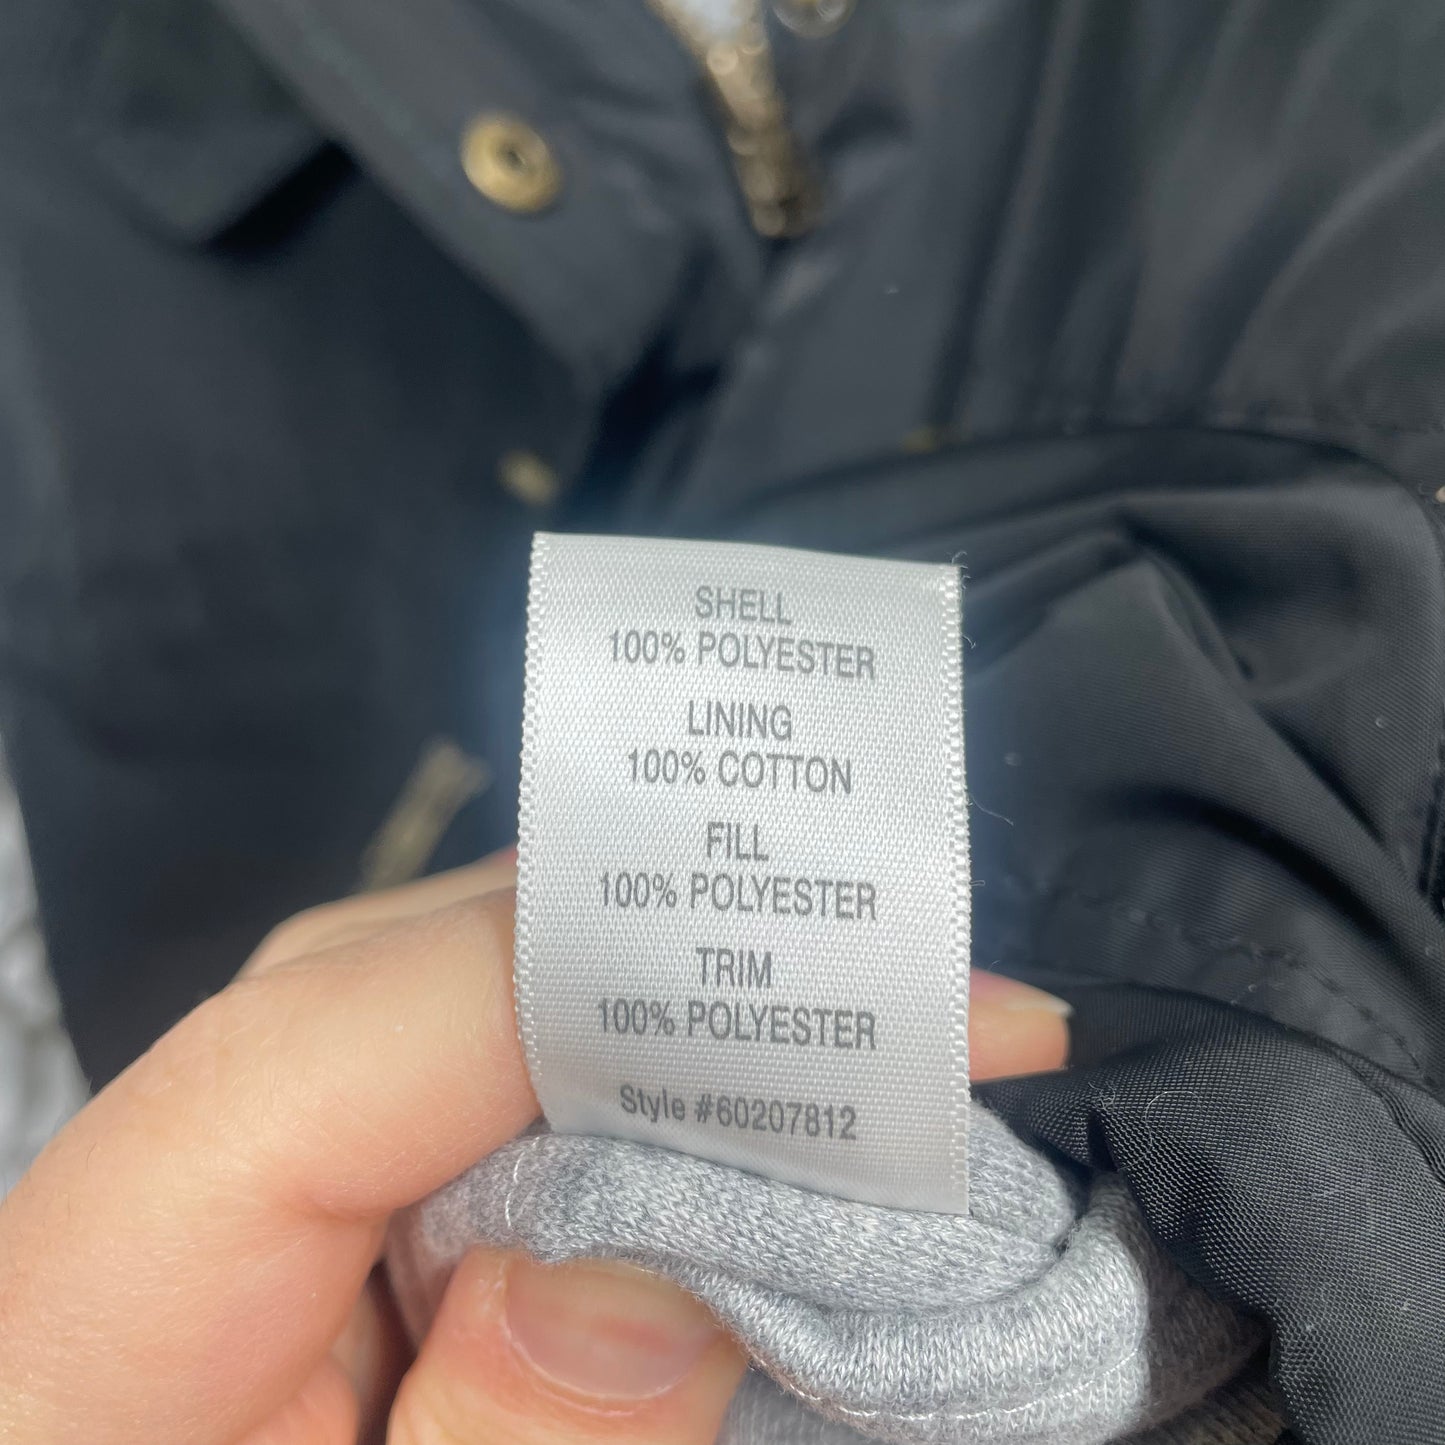 SHELL
100% POLYESTER
LINING
100% COTTON
FILL
100% POLYESTER
TRIM
100% POLYESTER
Style #60207812